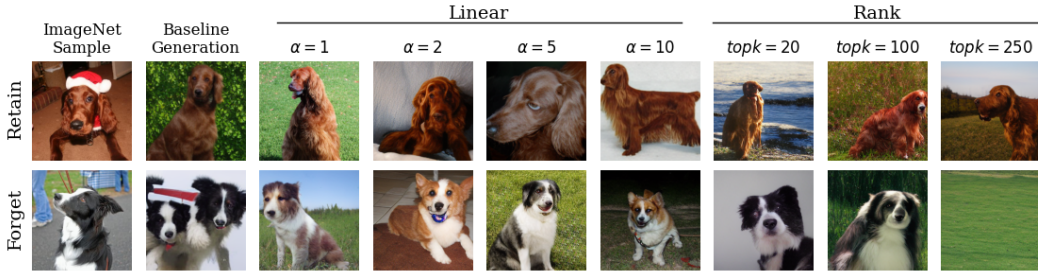 Linear
Rank
ImageNet
Sample
Baseline
Generation
α = 1
α = 2
α = 5
α = 10
topk = 20
topk = 100
topk = 250
Retain
Forget